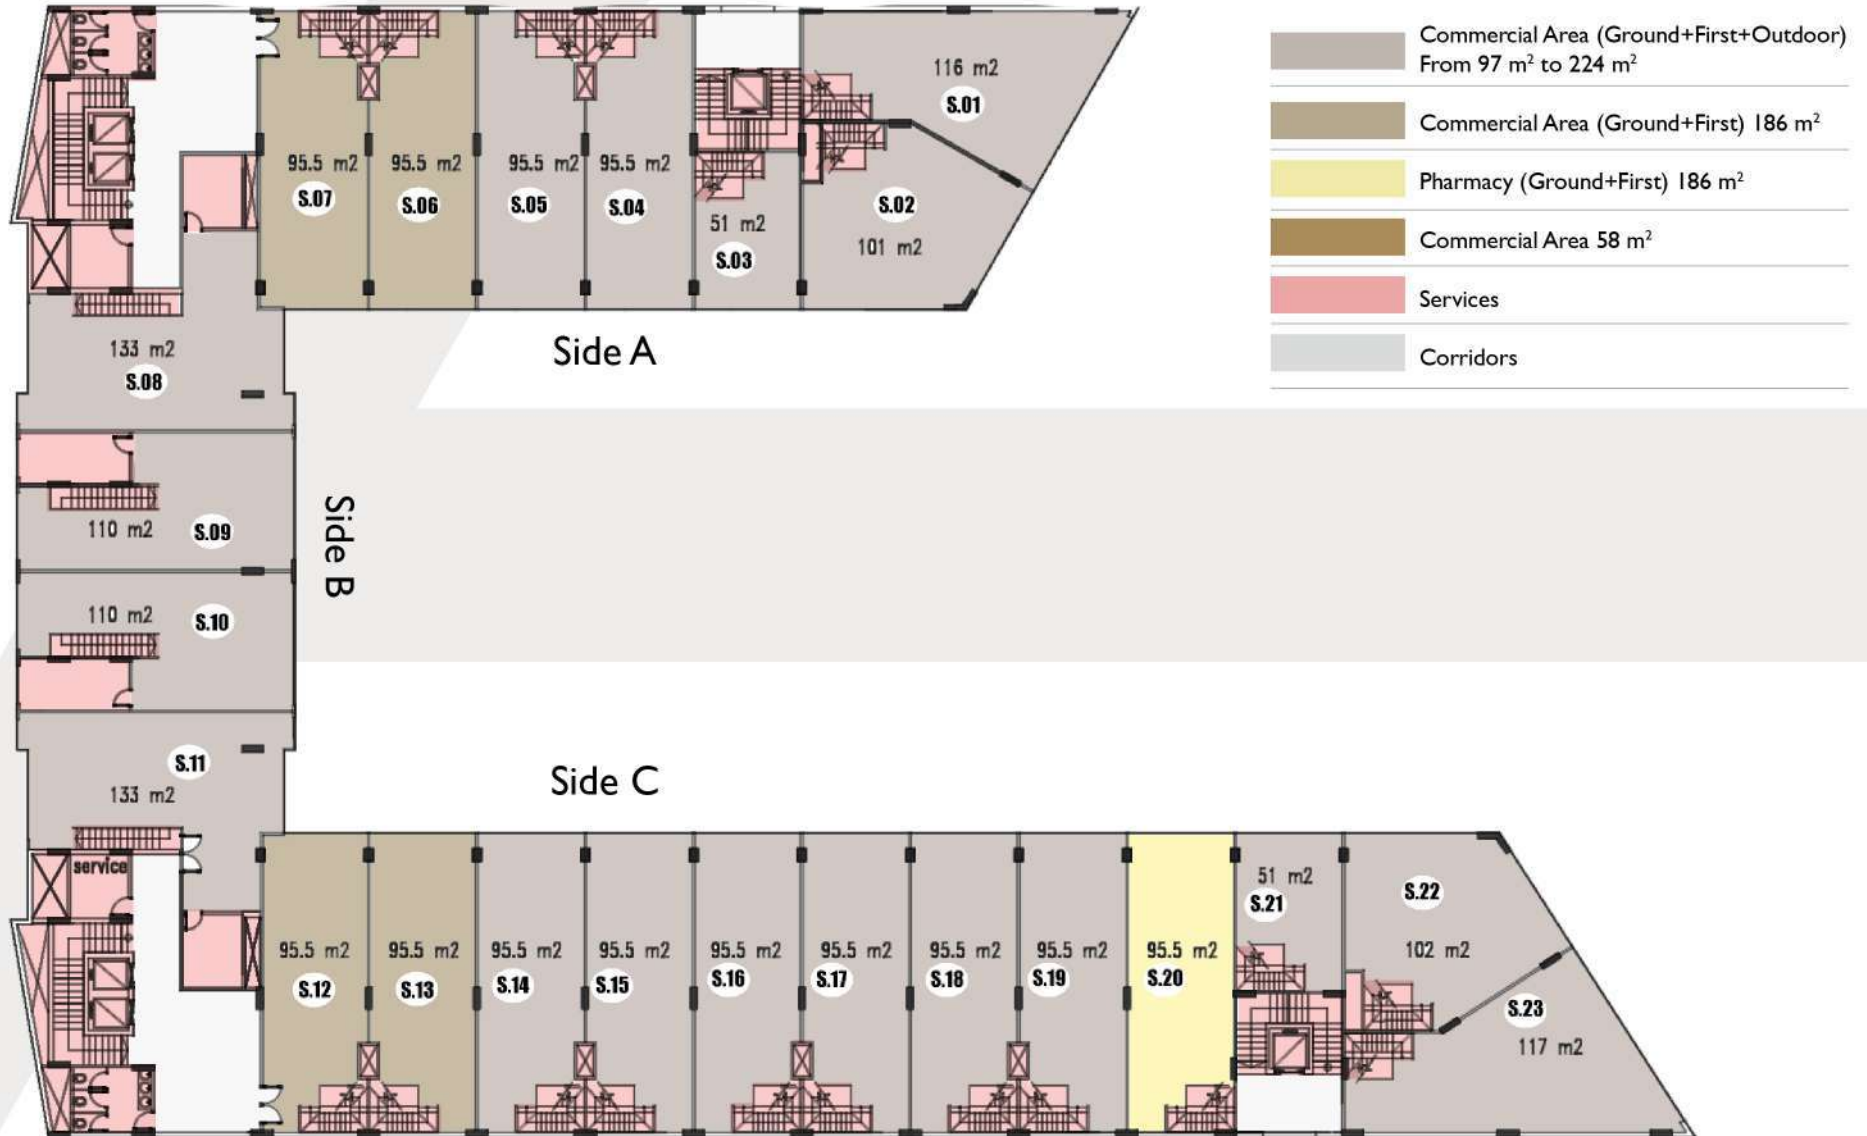 Commercial Area (Ground+First+Outdoor)
From 97 m² to 224 m²
Commercial Area (Ground+First) 186 m²
Pharmacy (Ground+First) 186 m²
Commercial Area 58 m²
Services
Corridors
116 m2
S.01
95.5 m2
S.07
95.5 m2
S.06
95.5 m2
S.05
95.5 m2
S.04
51 m2
S.03
S.02
101 m2
Side A
133 m2
S.08
110 m2
S.09
Side B
110 m2
S.10
S.11
133 m2
Side C
service
95.5 m2
S.12
95.5 m2
S.13
95.5 m2
S.14
95.5 m2
S.15
95.5 m2
S.16
95.5 m2
S.17
95.5 m2
S.18
95.5 m2
S.19
95.5 m2
S.20
51 m2
S.21
S.22
102 m2
S.23
117 m2